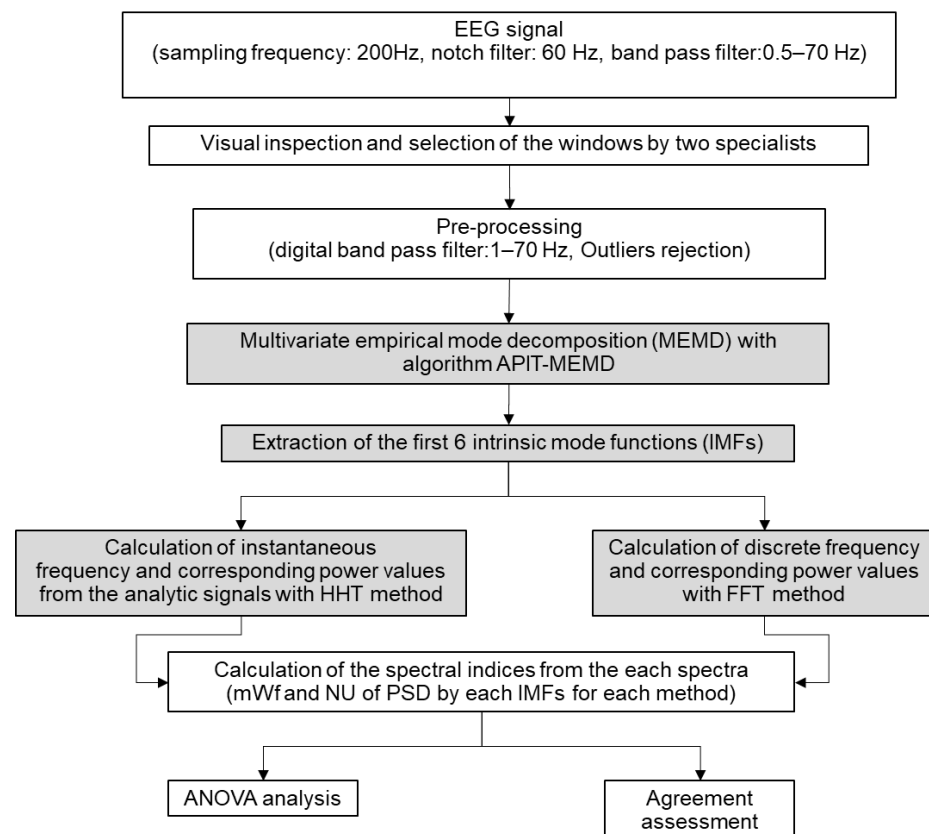 EEG signal
(sampling frequency: 200Hz, notch filter: 60 Hz, band pass filter:0.5–70 Hz)
Visual inspection and selection of the windows by two specialists
Pre-processing
(digital band pass filter:1–70 Hz, Outliers rejection)
Multivariate empirical mode decomposition (MEMD) with
algorithm APIT-MEMD
Extraction of the first 6 intrinsic mode functions (IMFs)
Calculation of instantaneous
frequency and corresponding power values
from the analytic signals with HHT method
Calculation of discrete frequency
and corresponding power values
with FFT method
Calculation of the spectral indices from the each spectra
(mWf and NU of PSD by each IMFs for each method)
ANOVA analysis
Agreement
assessment